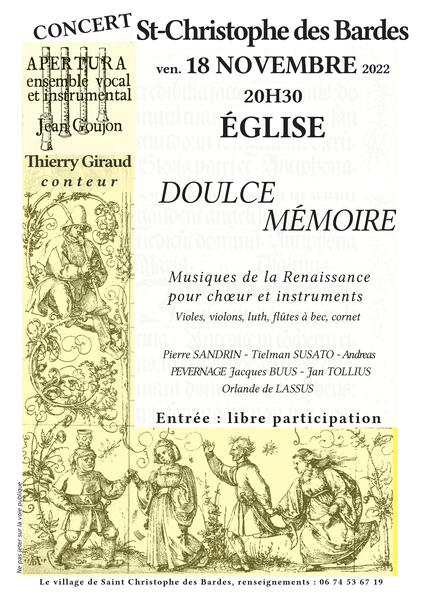 CONCERT
St-Christophe des Bardes
ven. 18 NOVEMBRE 2022
20H30
ÉGLISE
APERTURA
ensemble vocal
et instrumental
Jean Goujon
Thierry Giraud
conteur
DOULCE
MÉMOIRE
Musiques de la Renaissance
pour chœur et instruments
Violes, violons, luth, flûtes à bec, cornet
Pierre SANDRIN - Tielman SUSATO - Andreas
PEVERNAGE Jacques BUUS - Jan TOLLIUS
Orlande de LASSUS
Entrée : libre participation
Ne pas jeter sur la voie publique
Le village de Saint Christophe des Bardes, renseignements : 06 74 53 67 19